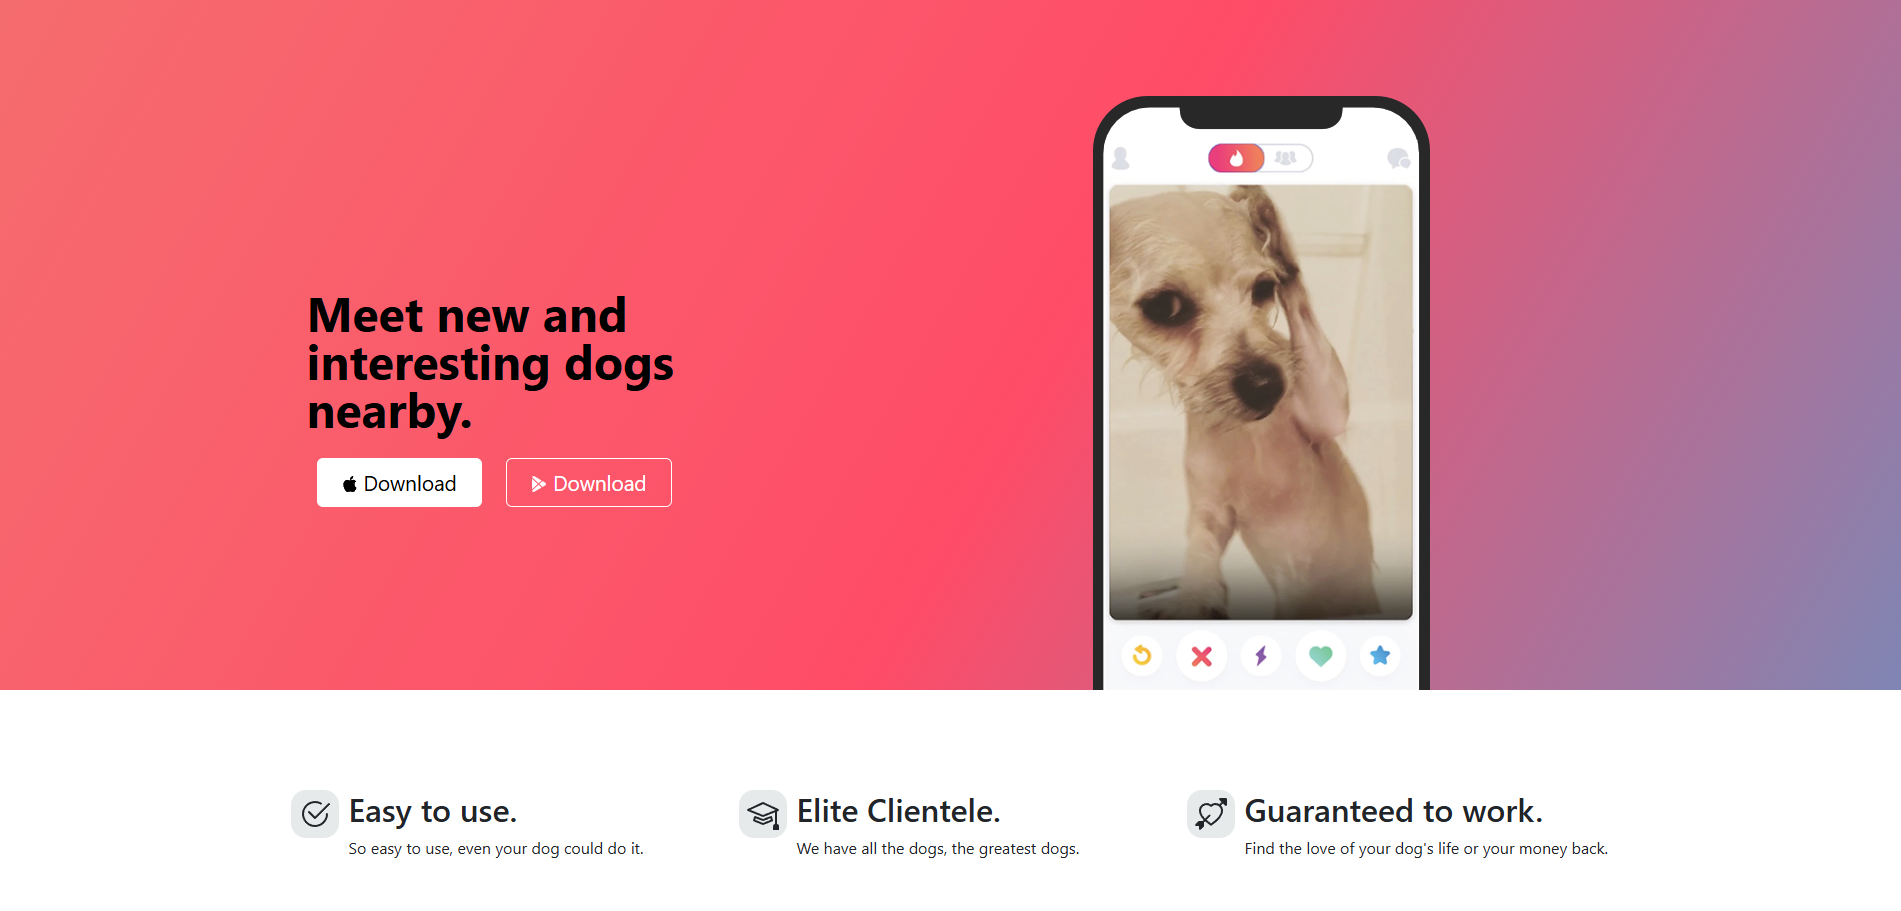 Meet new and
interesting dogs
nearby.
Download
Download
Easy to use.
So easy to use, even your dog could do it.
Elite Clientele.
We have all the dogs, the greatest dogs.
Guaranteed to work.
Find the love of your dog's life or your money back.